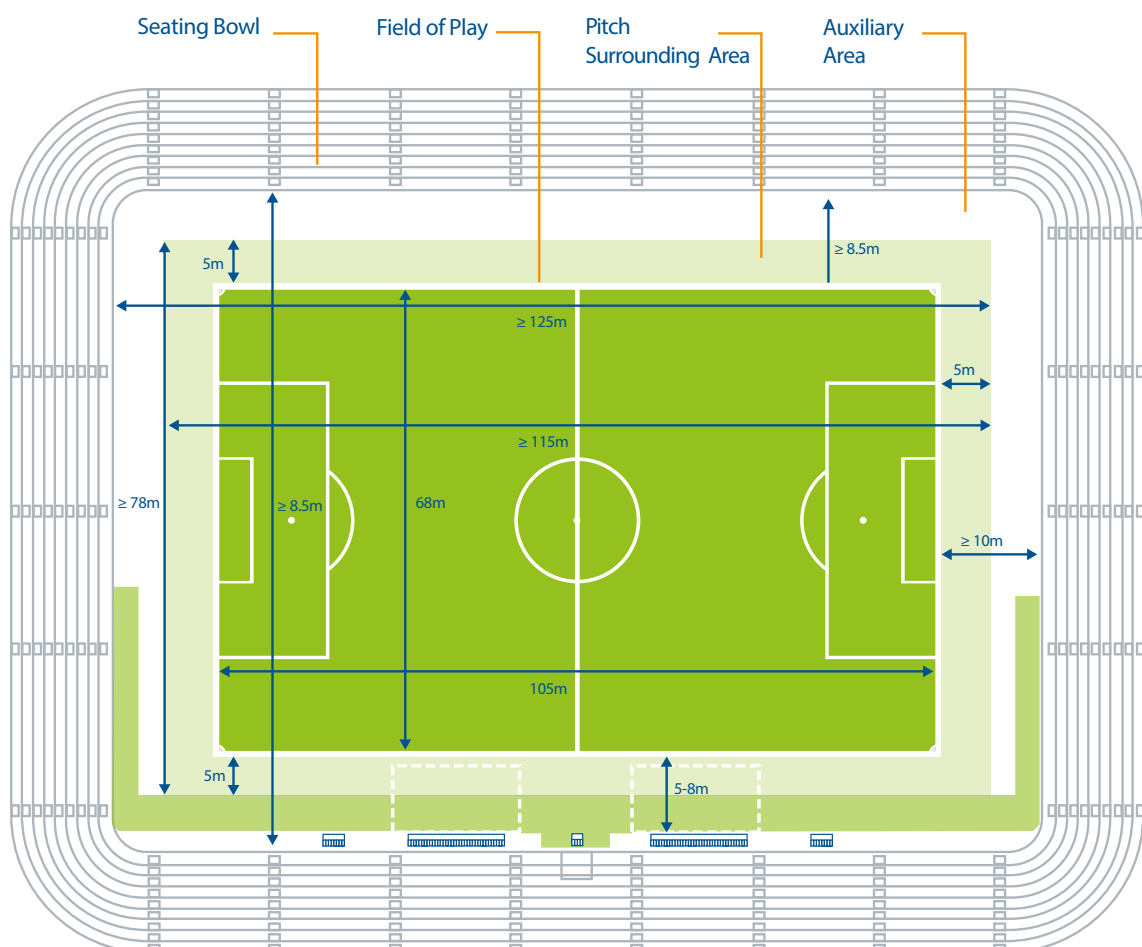 Seating Bowl
Field of Play
Pitch
Surrounding Area
Auxiliary
Area
5m
≥ 8.5m
≥ 125m
5m
≥ 115m
≥ 78m
≥ 8.5m
68m
≥ 10m
105m
5m
5-8m